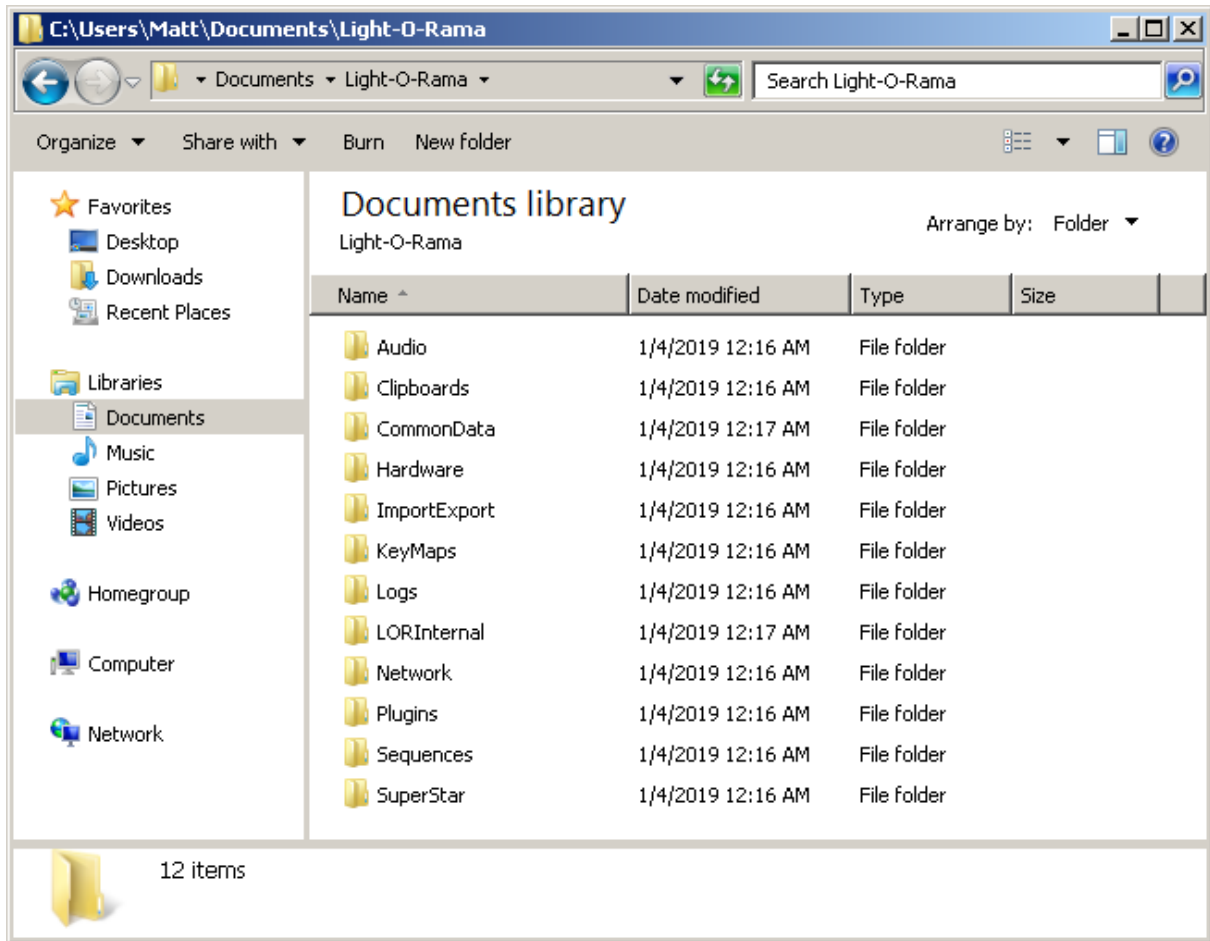 C:\Users\Matt\Documents\Light-O-Rama
Documents Light-O-Rama Search Light-O-Rama
Organize Share with Burn New folder
Favorites
Desktop
Downloads
Recent Places
Libraries
Documents
Music
Pictures
Videos
Homegroup
Computer
Network
Documents library
Light-O-Rama
Arrange by: Folder
Name Date modified Type Size
Audio 1/4/2019 12:16 AM File folder
Clipboards 1/4/2019 12:16 AM File folder
CommonData 1/4/2019 12:17 AM File folder
Hardware 1/4/2019 12:16 AM File folder
ImportExport 1/4/2019 12:16 AM File folder
KeyMaps 1/4/2019 12:16 AM File folder
Logs 1/4/2019 12:16 AM File folder
LORInternal 1/4/2019 12:17 AM File folder
Network 1/4/2019 12:16 AM File folder
Plugins 1/4/2019 12:16 AM File folder
Sequences 1/4/2019 12:16 AM File folder
SuperStar 1/4/2019 12:16 AM File folder
12 items